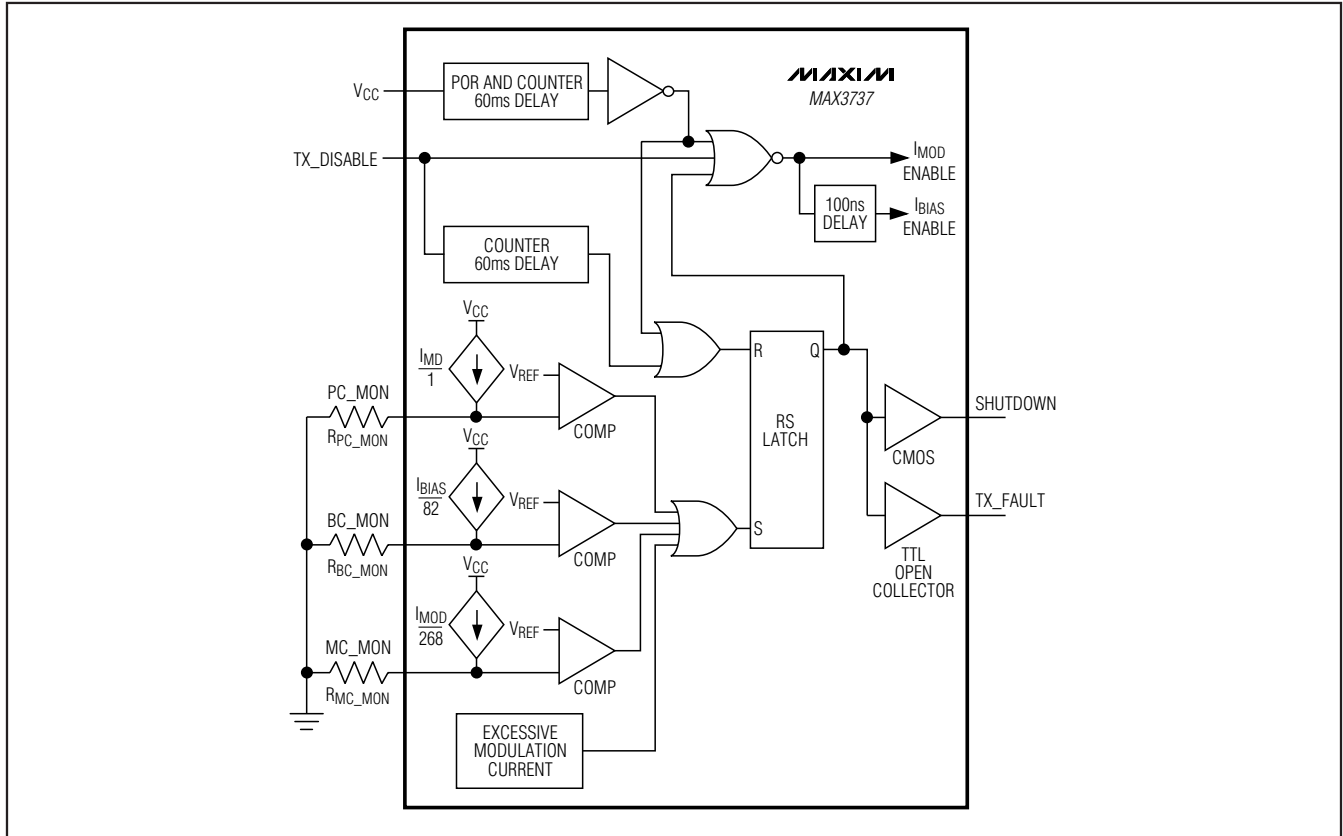 MAXIM
MAX3737
VCC
POR AND COUNTER
60ms DELAY
TX_DISABLE
IMOD
ENABLE
100ns
DELAY
IBIAS
ENABLE
COUNTER
60ms DELAY
VCC
IMD
1
VREF
COMP
PC_MON
RPC_MON
R
Q
RS
LATCH
S
SHUTDOWN
CMOS
VCC
IBIAS
82
VREF
COMP
BC_MON
RBC_MON
TX_FAULT
TTL
OPEN
COLLECTOR
VCC
IMOD
268
VREF
COMP
MC_MON
RMC_MON
EXCESSIVE
MODULATION
CURRENT